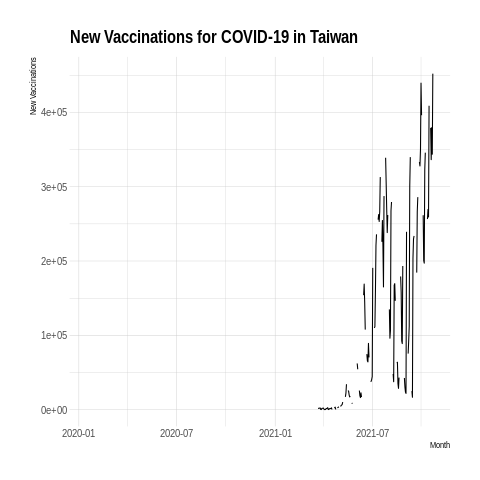 New Vaccinations for COVID-19 in Taiwan
New Vaccinations
4e+05
3e+05
2e+05
1e+05
0e+00
2020-01 2020-07 2021-01 2021-07
Month